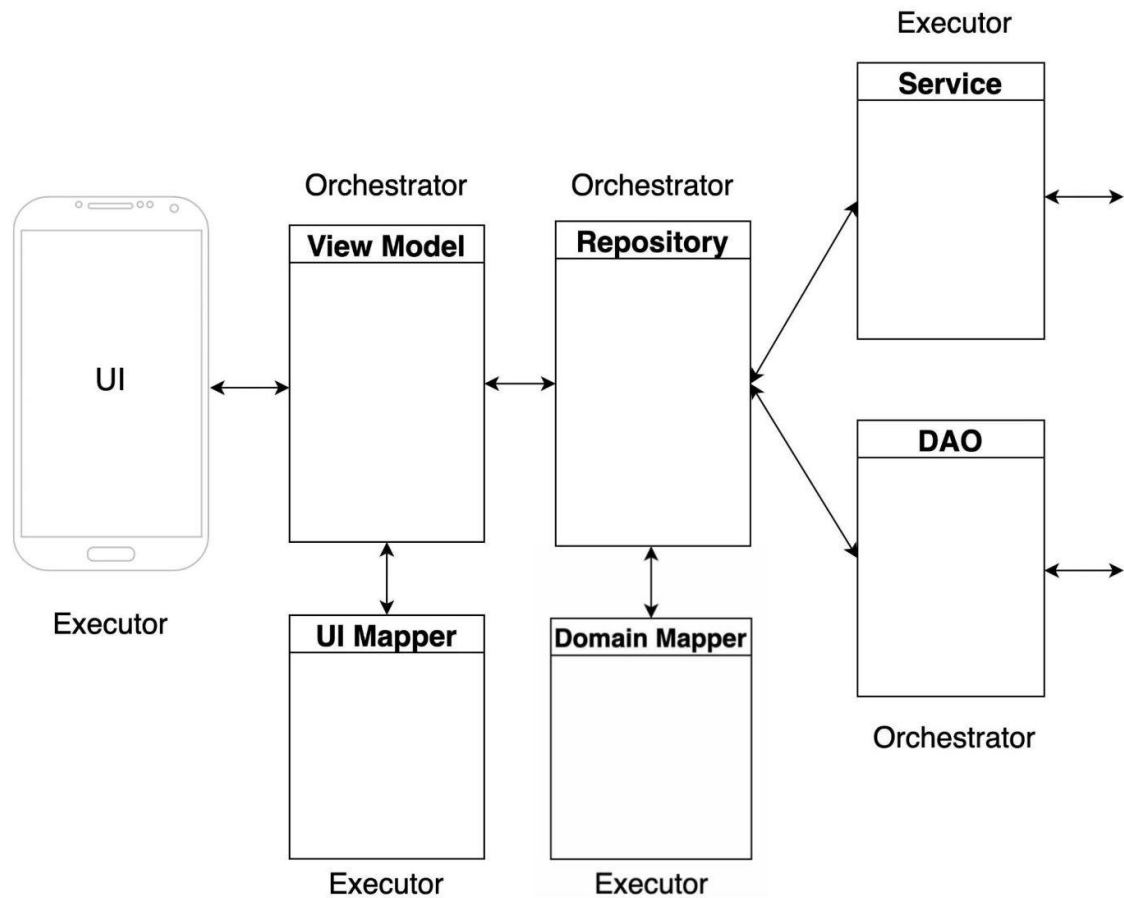 Executor
Service
Orchestrator
Orchestrator
View Model
Repository
UI
DAO
Executor
UI Mapper
Domain Mapper
Orchestrator
Executor
Executor